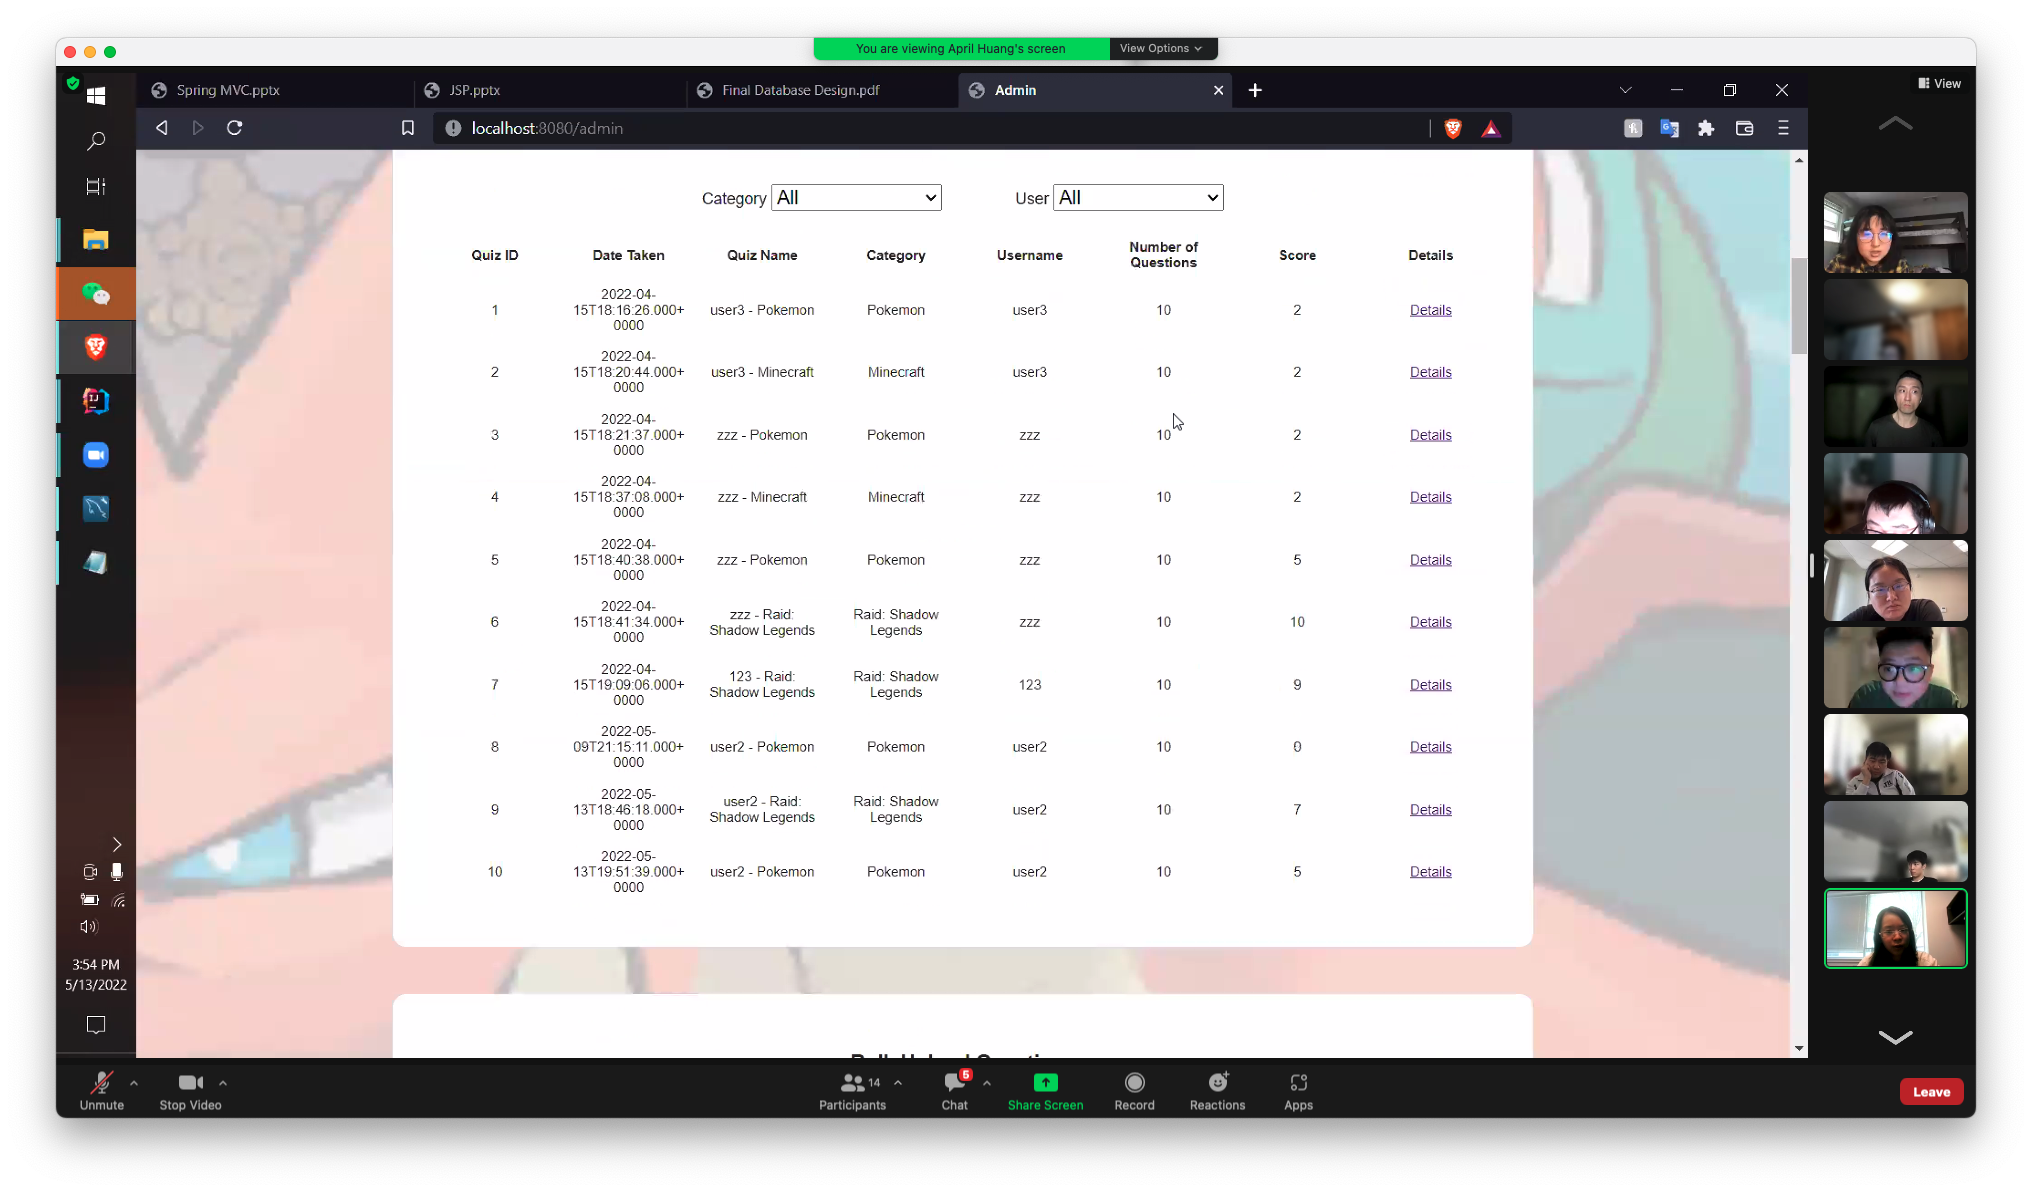 You are viewing April Huang's screen
View Options
View
Spring MVC.pptx
JSP.pptx
Final Database Design.pdf
Admin
localhost:8080/admin
Category All
User All
Quiz ID Date Taken Quiz Name Category Username Number of Questions Score Details
1 2022-04-15T18:16:26.000+0000 user3 - Pokemon Pokemon user3 10 2 Details
2 2022-04-15T18:20:44.000+0000 user3 - Minecraft Minecraft user3 10 2 Details
3 2022-04-15T18:21:37.000+0000 zzz - Pokemon Pokemon zzz 10 2 Details
4 2022-04-15T18:37:08.000+0000 zzz - Minecraft Minecraft zzz 10 2 Details
5 2022-04-15T18:40:38.000+0000 zzz - Pokemon Pokemon zzz 10 5 Details
6 2022-04-15T18:41:34.000+0000 zzz - Raid: Shadow Legends Raid: Shadow Legends zzz 10 10 Details
7 2022-04-15T19:09:06.000+0000 123 - Raid: Shadow Legends Raid: Shadow Legends 123 10 9 Details
8 2022-05-09T21:15:11.000+0000 user2 - Pokemon Pokemon user2 10 0 Details
9 2022-05-13T18:46:18.000+0000 user2 - Raid: Shadow Legends Raid: Shadow Legends user2 10 7 Details
10 2022-05-13T19:51:39.000+0000 user2 - Pokemon Pokemon user2 10 5 Details
3:54 PM
5/13/2022
Unmute
Stop Video
14
Participants
5
Chat
Share Screen
Record
Reactions
Apps
Leave